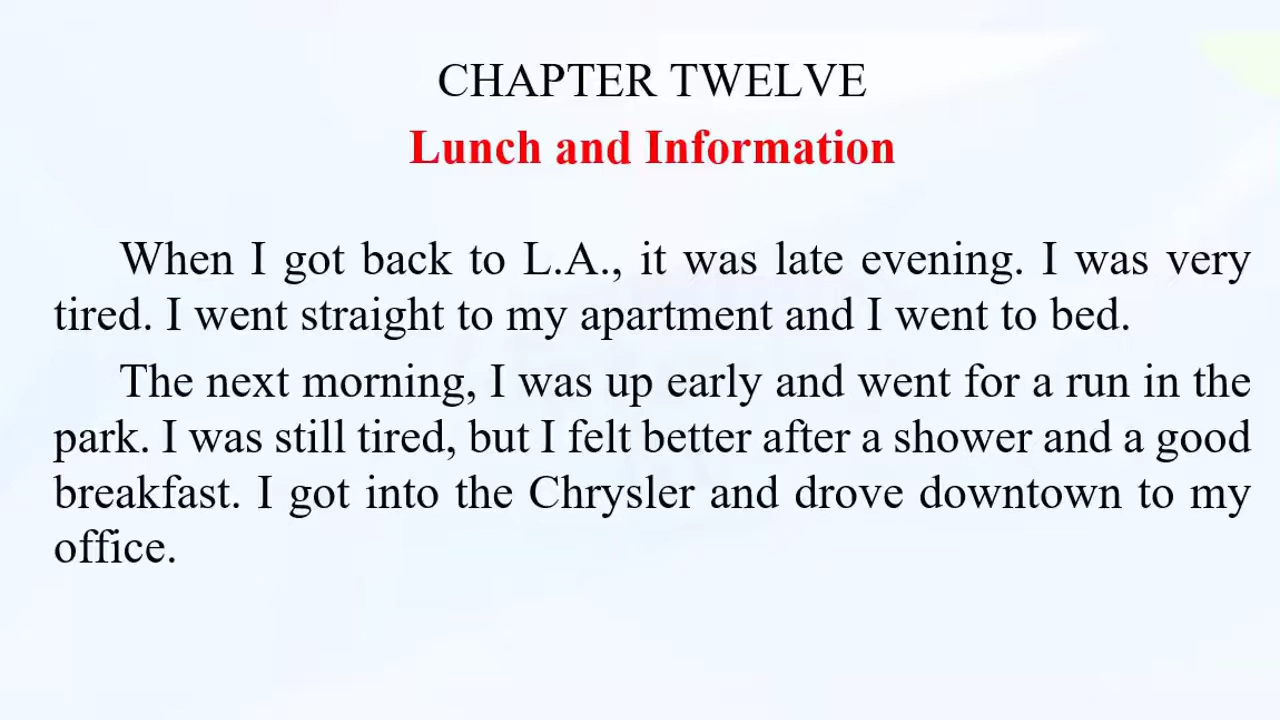 CHAPTER TWELVE
Lunch and Information
When I got back to L.A., it was late evening. I was very
tired. I went straight to my apartment and I went to bed.
The next morning, I was up early and went for a run in the
park. I was still tired, but I felt better after a shower and a good
breakfast. I got into the Chrysler and drove downtown to my
office.